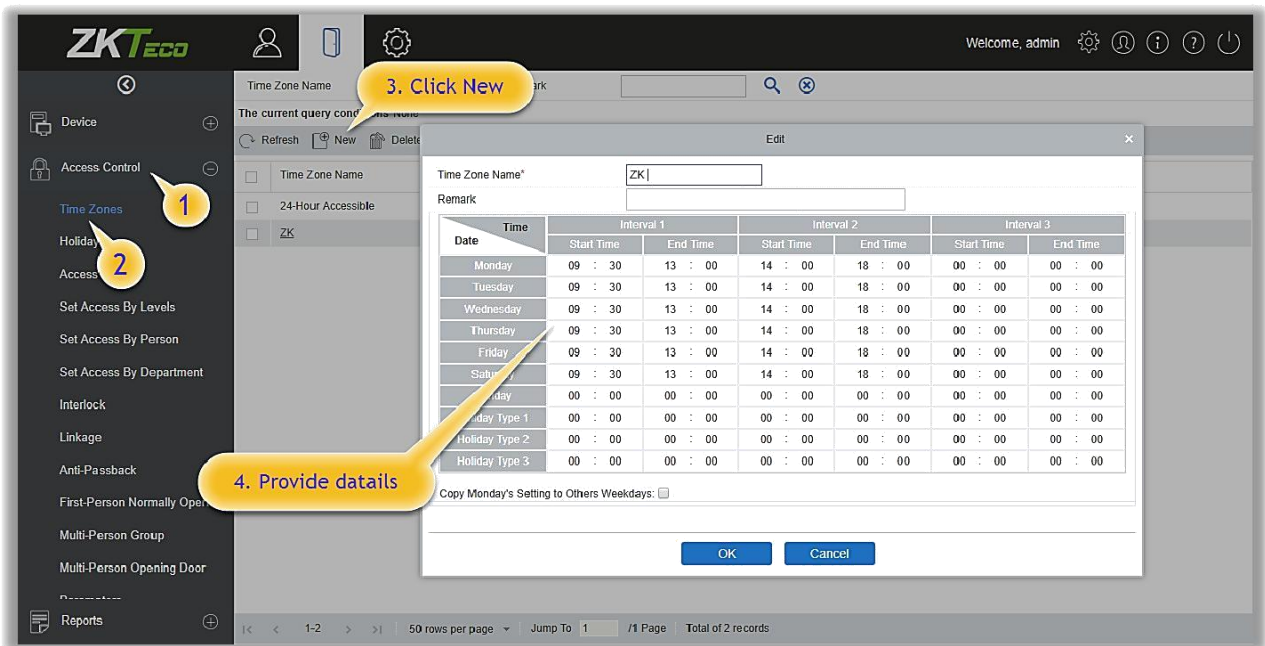 ZKTeco
Welcome, admin
Time Zone Name
3. Click New
The current query conditions None
Refresh New Delete
Device
Access Control
1
Time Zones
2
Holiday
Access
Set Access By Levels
Set Access By Person
Set Access By Department
Interlock
Linkage
Anti-Passback
First-Person Normally Open
Multi-Person Group
Multi-Person Opening Door
Parameters
Reports
Time Zone Name
24-Hour Accessible
ZK
Edit
Time Zone Name* ZK
Remark
Time Interval 1 Interval 2 Interval 3
Date Start Time End Time Start Time End Time Start Time End Time
Monday 09 : 30 13 : 00 14 : 00 18 : 00 00 : 00 00 : 00
Tuesday 09 : 30 13 : 00 14 : 00 18 : 00 00 : 00 00 : 00
Wednesday 09 : 30 13 : 00 14 : 00 18 : 00 00 : 00 00 : 00
Thursday 09 : 30 13 : 00 14 : 00 18 : 00 00 : 00 00 : 00
Friday 09 : 30 13 : 00 14 : 00 18 : 00 00 : 00 00 : 00
Saturday 09 : 30 13 : 00 14 : 00 18 : 00 00 : 00 00 : 00
day 00 : 00 00 : 00 00 : 00 00 : 00 00 : 00 00 : 00
iday Type 1 00 : 00 00 : 00 00 : 00 00 : 00 00 : 00 00 : 00
Holiday Type 2 00 : 00 00 : 00 00 : 00 00 : 00 00 : 00 00 : 00
Holiday Type 3 00 : 00 00 : 00 00 : 00 00 : 00 00 : 00 00 : 00
4. Provide datails
Copy Monday's Setting to Others Weekdays:
OK Cancel
1-2 50 rows per page Jump To 1 /1 Page Total of 2 records